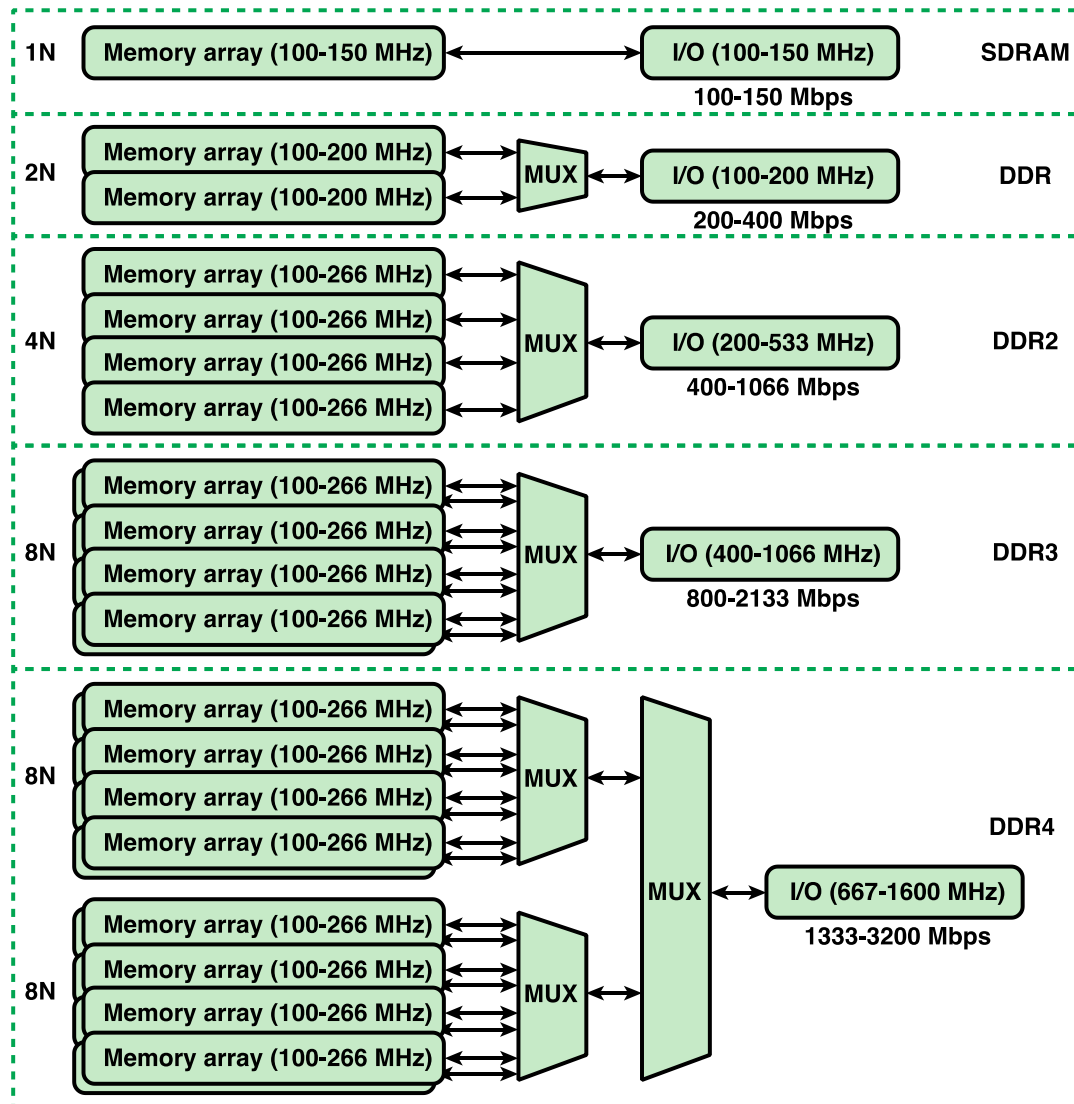 1N
Memory array (100-150 MHz)
I/O (100-150 MHz)
SDRAM
100-150 Mbps
Memory array (100-200 MHz)
2N
MUX
I/O (100-200 MHz)
DDR
Memory array (100-200 MHz)
200-400 Mbps
Memory array (100-266 MHz)
Memory array (100-266 MHz)
4N
MUX
I/O (200-533 MHz)
DDR2
Memory array (100-266 MHz)
400-1066 Mbps
Memory array (100-266 MHz)
Memory array (100-266 MHz)
Memory array (100-266 MHz)
8N
MUX
I/O (400-1066 MHz)
DDR3
Memory array (100-266 MHz)
800-2133 Mbps
Memory array (100-266 MHz)
Memory array (100-266 MHz)
Memory array (100-266 MHz)
8N
MUX
Memory array (100-266 MHz)
Memory array (100-266 MHz)
DDR4
MUX
I/O (667-1600 MHz)
1333-3200 Mbps
Memory array (100-266 MHz)
Memory array (100-266 MHz)
8N
MUX
Memory array (100-266 MHz)
Memory array (100-266 MHz)